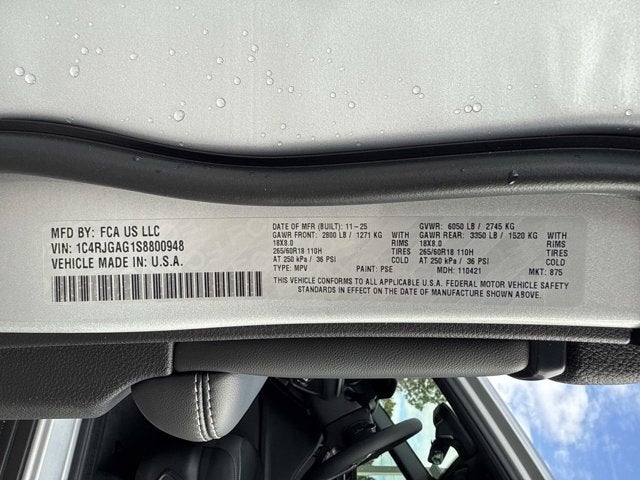 MFD BY: FCA US LLC
VIN: 1C4RJGAG1S8800948
VEHICLE MADE IN: U.S.A.
DATE OF MFR (BUILT): 11-25 GVWR: 6050 LB / 2745 KG
GAWR FRONT: 2800 LB / 1271 KG WITH GAWR REAR: 3350 LB / 1520 KG WITH
18X8.0 RIMS 18X8.0 RIMS
265/60R18 110H TIRES 265/60R18 110H TIRES
AT 250 kPa / 36 PSI COLD AT 250 kPa / 36 PSI COLD
TYPE: MPV PAINT: PSE MDH: 110421 MKT: 875
THIS VEHICLE CONFORMS TO ALL APPLICABLE U.S.A. FEDERAL MOTOR VEHICLE SAFETY
STANDARDS IN EFFECT ON THE DATE OF MANUFACTURE SHOWN ABOVE.